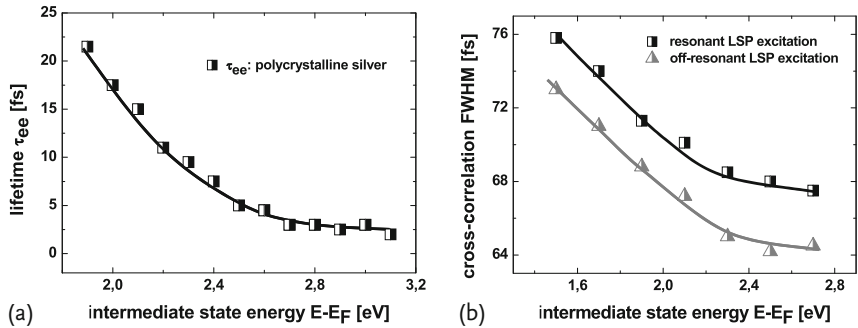 25
20
15
10
5
0
lifetime τee [fs]
τee: polycrystalline silver
2,0
2,4
2,8
3,2
intermediate state energy E-EF [eV]
(a)
76
72
68
64
cross-correlation FWHM [fs]
resonant LSP excitation
off-resonant LSP excitation
1,6
2,0
2,4
2,8
intermediate state energy E-EF [eV]
(b)